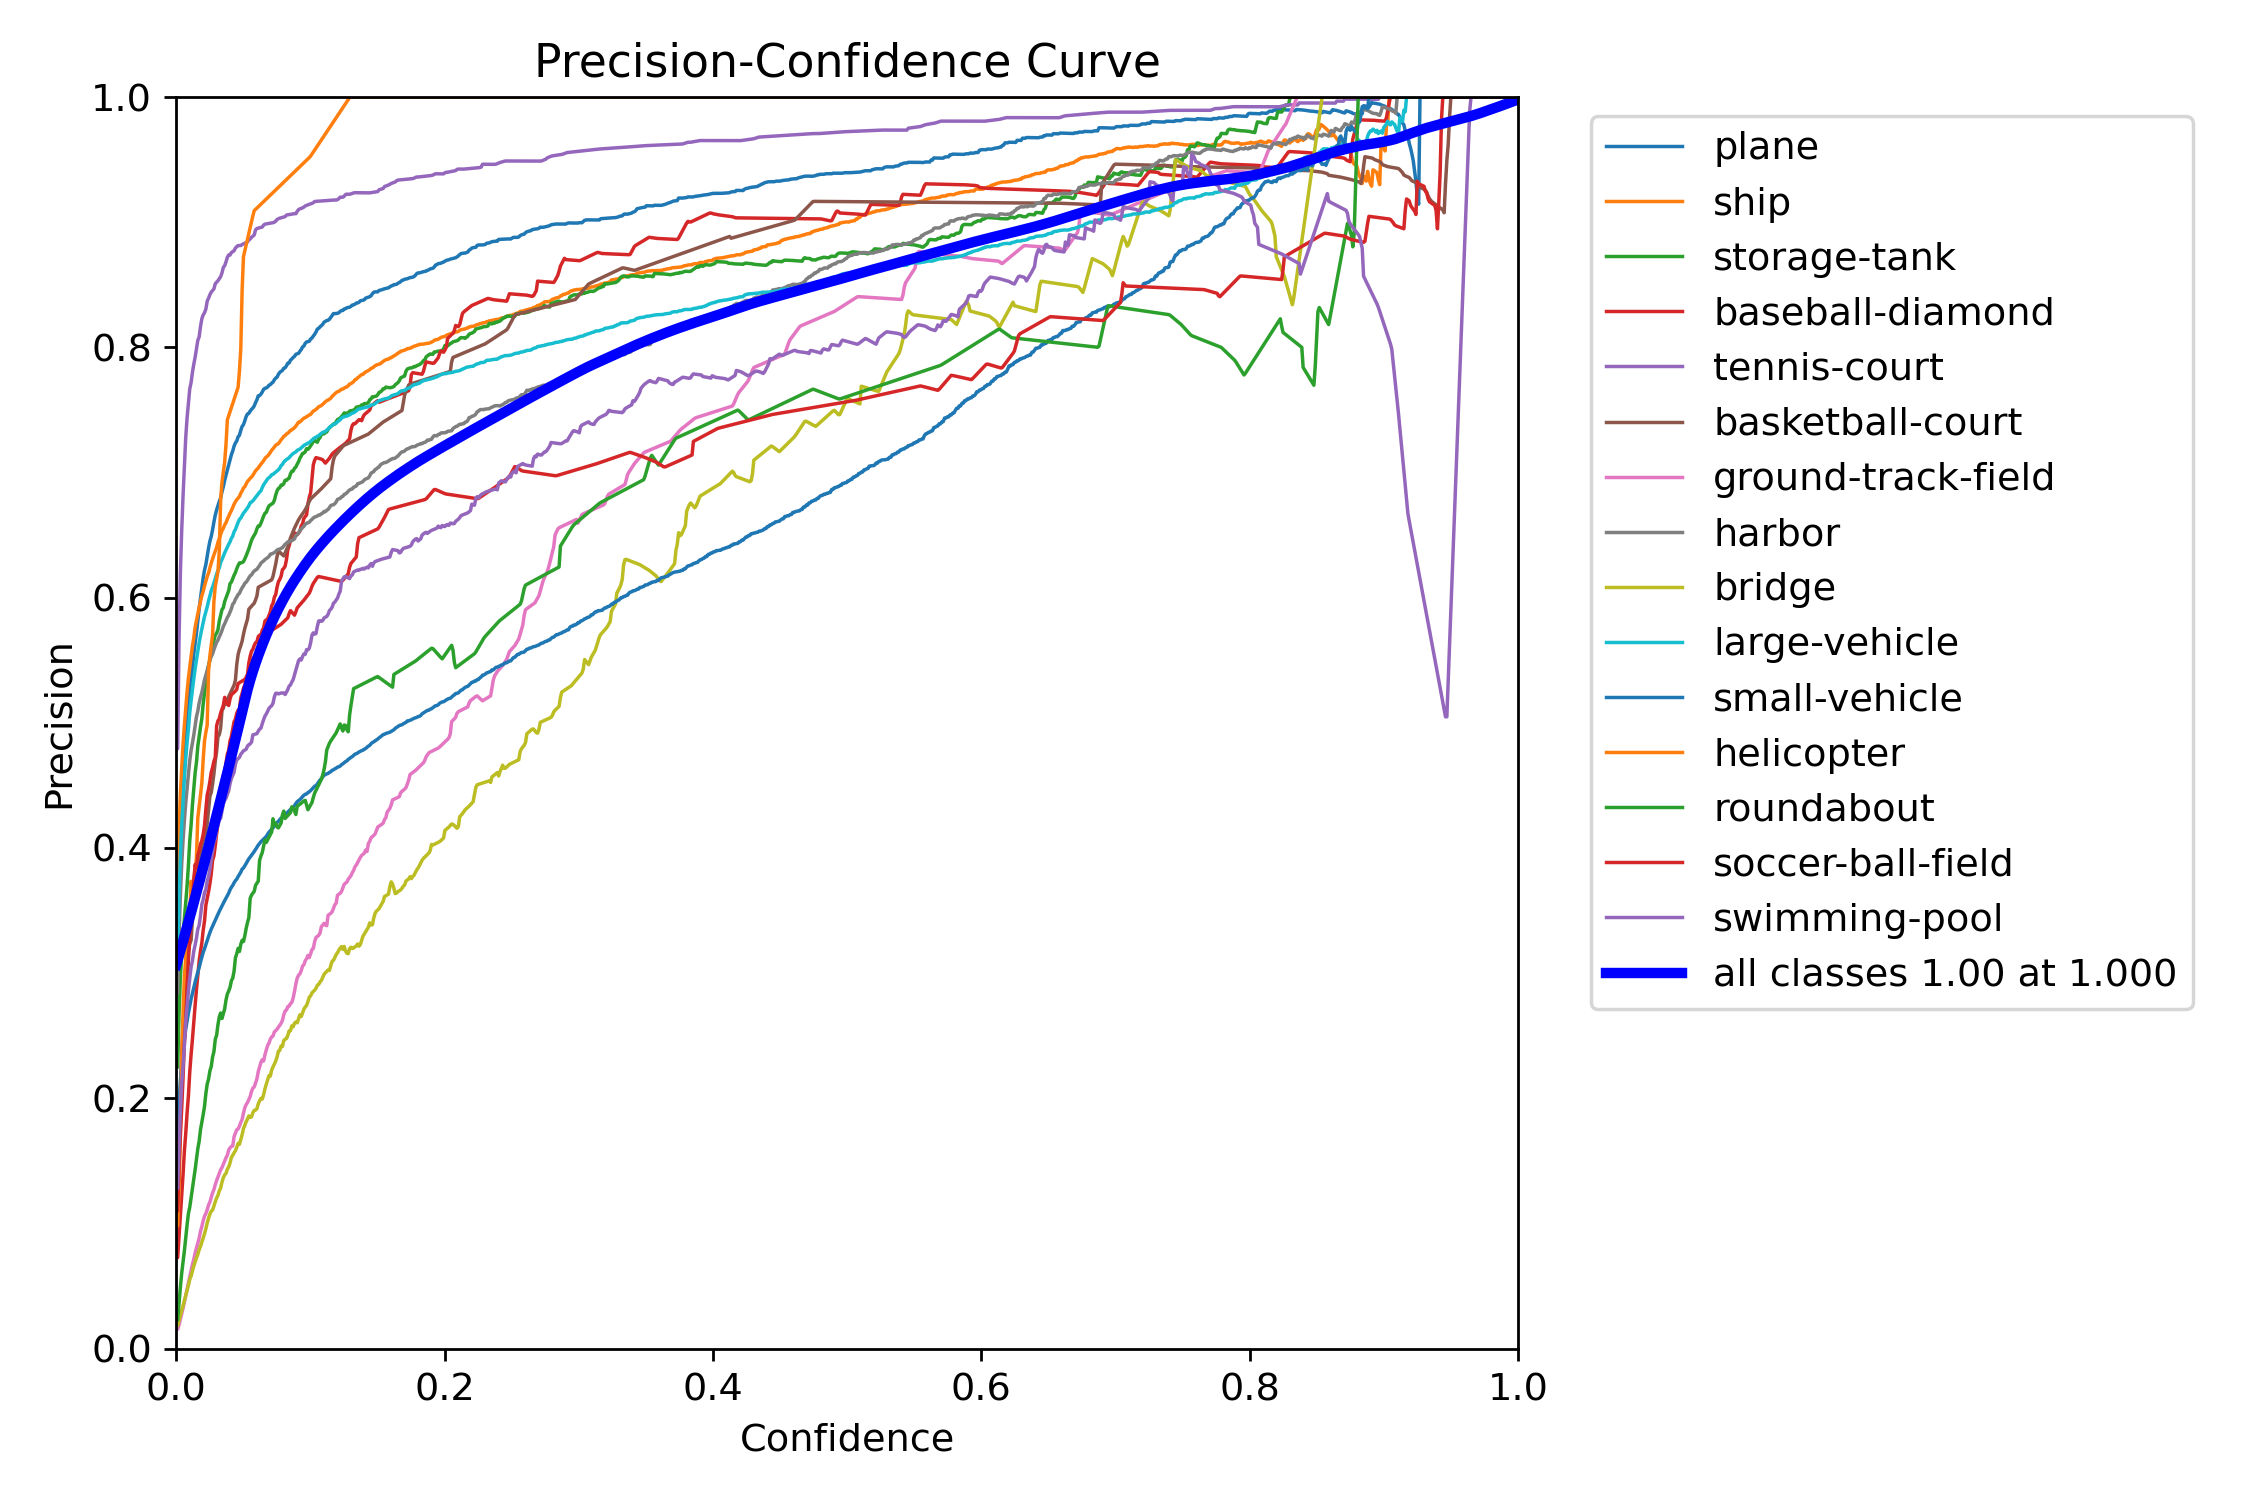 Precision-Confidence Curve
1.0
0.8
0.6
0.4
0.2
0.0
Precision
0.0 0.2 0.4 0.6 0.8 1.0
Confidence
plane
ship
storage-tank
baseball-diamond
tennis-court
basketball-court
ground-track-field
harbor
bridge
large-vehicle
small-vehicle
helicopter
roundabout
soccer-ball-field
swimming-pool
all classes 1.00 at 1.000